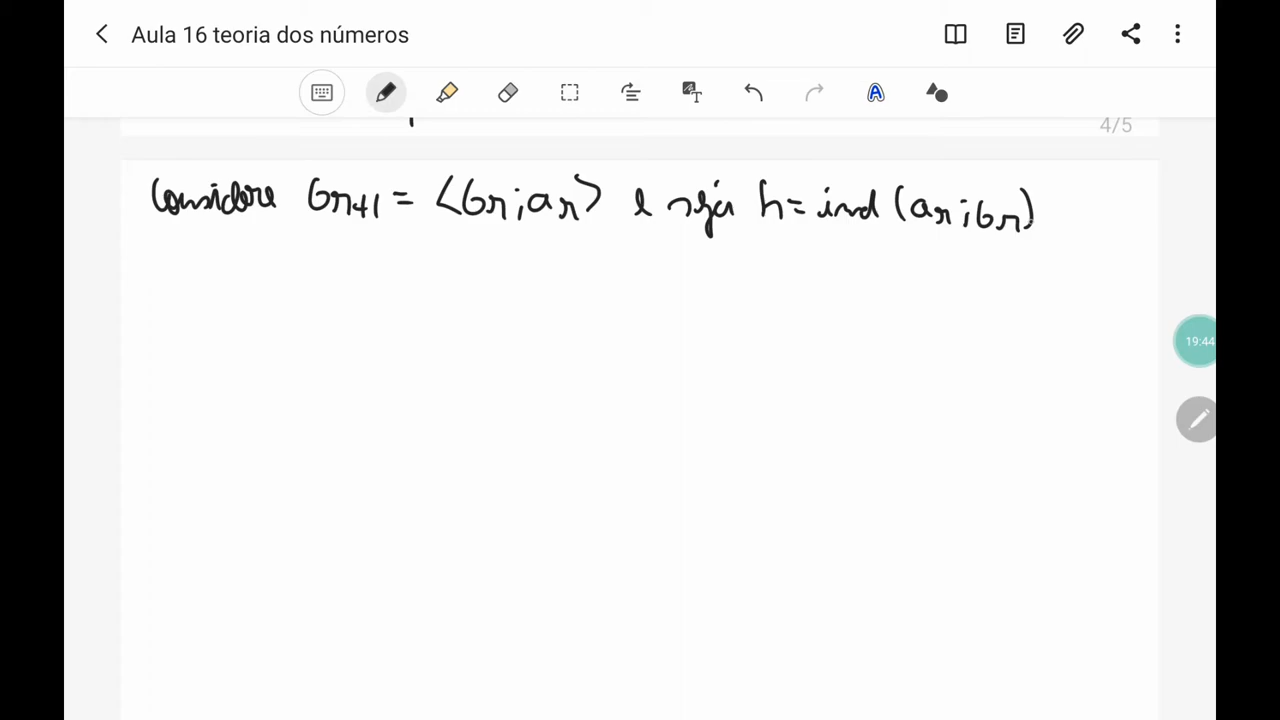 Aula 16 teoria dos números
4/5
Considere Gr+1 = <Gr; ar> e seja h = ind (ar; Gr)
19:44